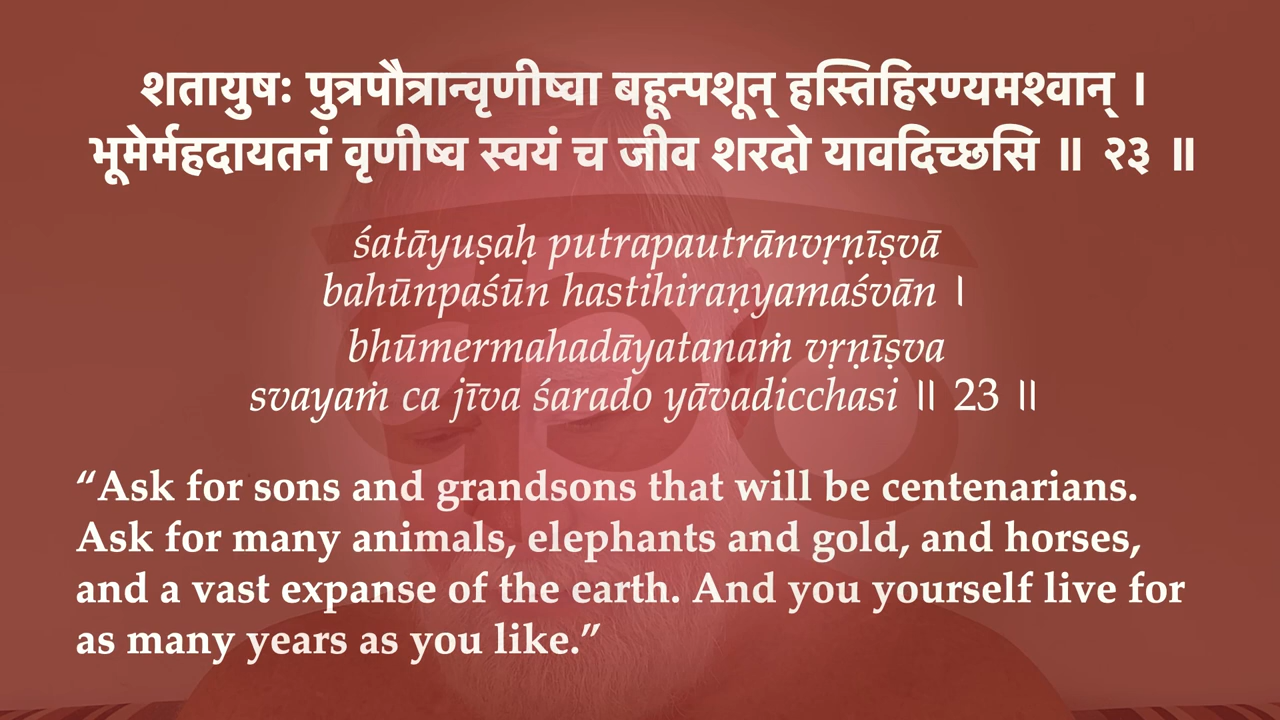 शतायुषः पुत्रपौत्रान्वृणीष्वा बहून्पशून् हस्तिहिरण्यमश्वान् ।
भूमेर्महदायतनं वृणीष्व स्वयं च जीव शरदो यावदिच्छसि ॥ २३ ॥
śatāyuṣaḥ putrapautrānvṛṇīṣvā
bahūnpaśūn hastihiraṇyamaśvān ।
bhūmermahadāyatanaṁ vṛṇīṣva
svayaṁ ca jīva śarado yāvadicchasi ॥ 23 ॥
“Ask for sons and grandsons that will be centenarians.
Ask for many animals, elephants and gold, and horses,
and a vast expanse of the earth. And you yourself live for
as many years as you like.”